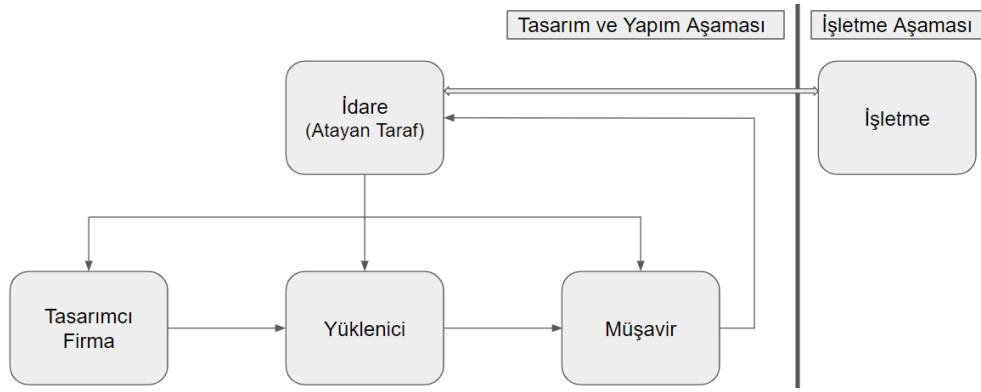 Tasarım ve Yapım Aşaması
İşletme Aşaması
İdare
(Atayan Taraf)
İşletme
Tasarımcı
Firma
Yüklenici
Müşavir